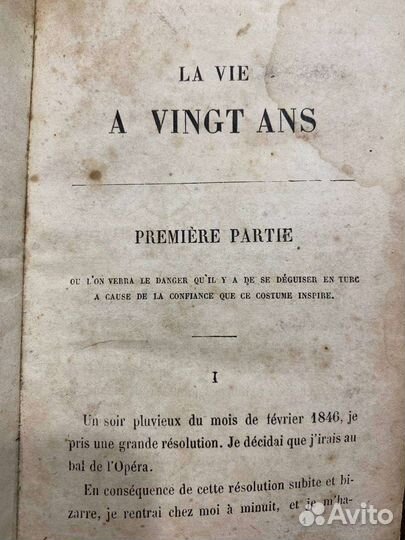 LA VIE
A VINGT ANS
PREMIÈRE PARTIE
OU L'ON VERRA LE DANGER QU'IL Y A DE SE DÉGUISER EN TURC
A CAUSE DE LA CONFIANCE QUE CE COSTUME INSPIRE.
I
Un soir pluvieux du mois de février 1846, je
pris une grande résolution. Je décidai que j'irais au
bal de l'Opéra.
En conséquence de cette résolution subite et bi-
zarre, je rentrai chez moi à minuit, et je m'ha-
Avito